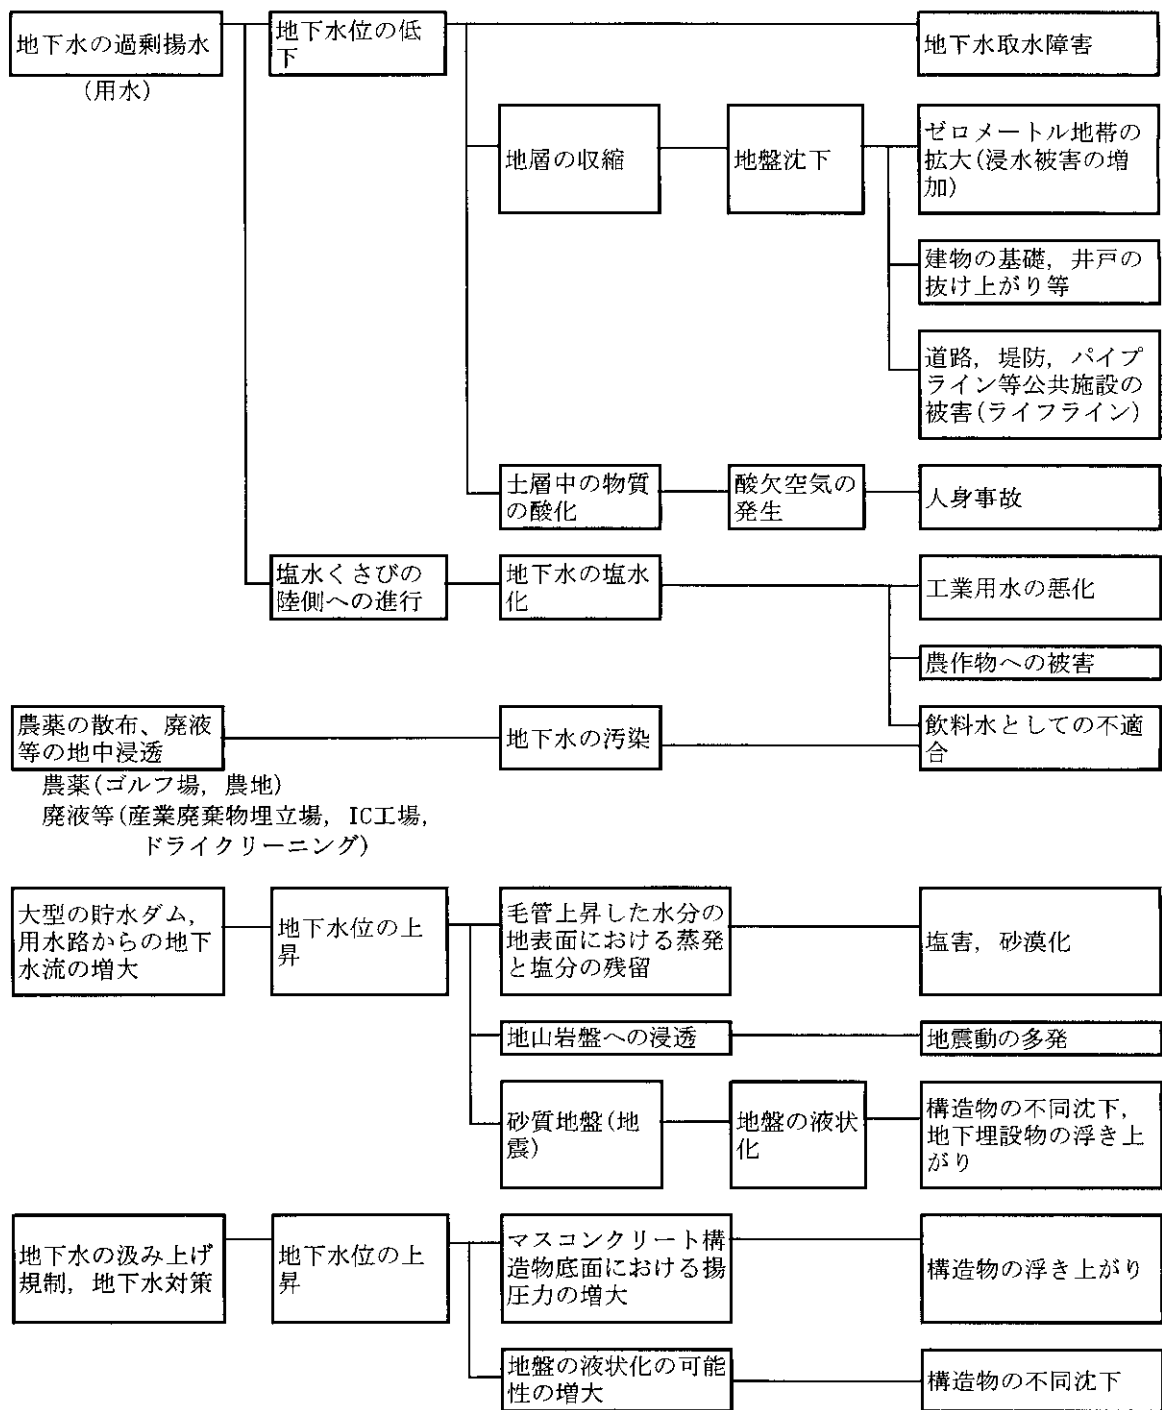 地下水の過剰揚水
(用水)
地下水位の低
下
地下水取水障害
地層の収縮
地盤沈下
ゼロメートル地帯の
拡大(浸水被害の増
加)
建物の基礎，井戸の
抜け上がり等
道路，堤防，パイプ
ライン等公共施設の
被害(ライフライン)
土層中の物質
の酸化
酸欠空気の
発生
人身事故
塩水くさびの
陸側への進行
地下水の塩水
化
工業用水の悪化
農作物への被害
飲料水としての不適
合
農薬の散布、廃液
等の地中浸透
地下水の汚染
農薬(ゴルフ場，農地)
廃液等(産業廃棄物埋立場，IC工場，
ドライクリーニング)
大型の貯水ダム，
用水路からの地下
水流の増大
地下水位の上
昇
毛管上昇した水分の
地表面における蒸発
と塩分の残留
塩害，砂漠化
地山岩盤への浸透
地震動の多発
砂質地盤(地
震)
地盤の液状
化
構造物の不同沈下，
地下埋設物の浮き上
がり
地下水の汲み上げ
規制，地下水対策
地下水位の上
昇
マスコンクリート構
造物底面における揚
圧力の増大
構造物の浮き上がり
地盤の液状化の可能
性の増大
構造物の不同沈下